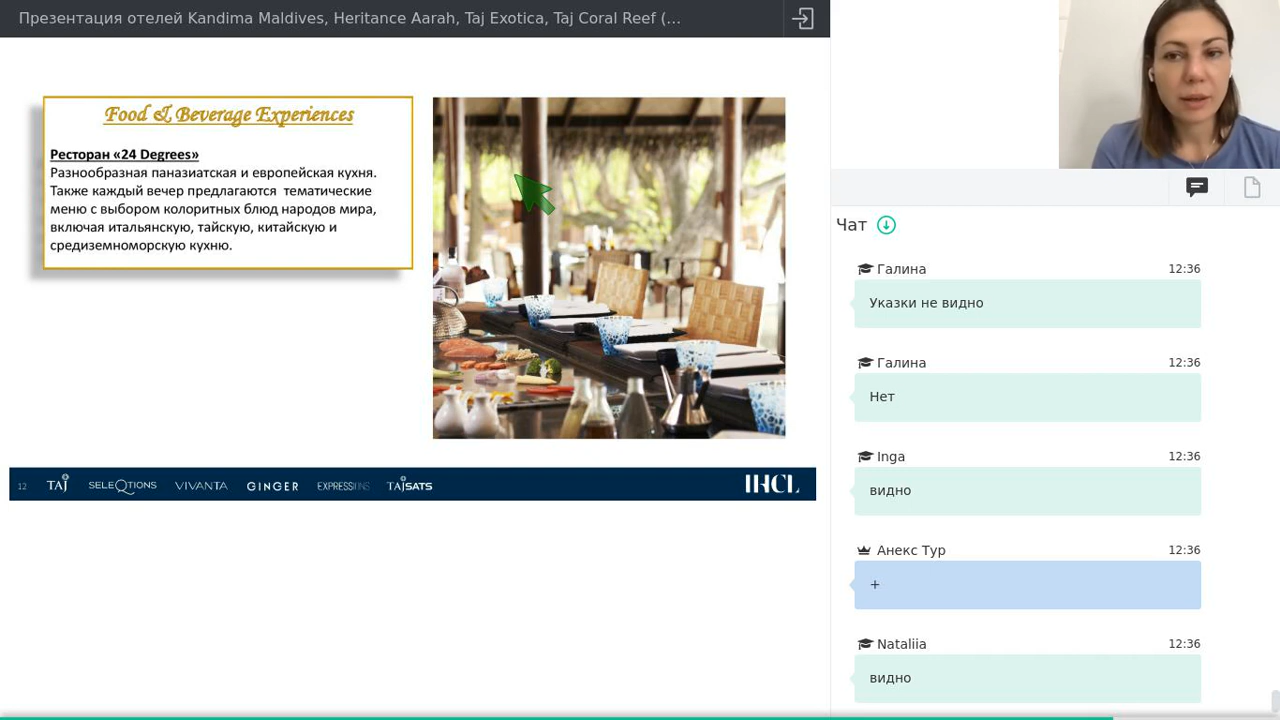 Презентация отелей Kandima Maldives, Heritance Aarah, Taj Exotica, Taj Coral Reef (...
Food & Beverage Experiences
Ресторан «24 Degrees»
Разнообразная паназиатская и европейская кухня.
Также каждый вечер предлагаются тематические
меню с выбором колоритных блюд народов мира,
включая итальянскую, тайскую, китайскую и
средиземноморскую кухню.
12 TAJ SELEQTIONS VIVANTA GINGER EXPRESSIONS TAJSATS IHCL
Чат
Галина 12:36
Указки не видно
Галина 12:36
Нет
Inga 12:36
видно
Анекс Тур 12:36
+
Nataliia 12:36
видно